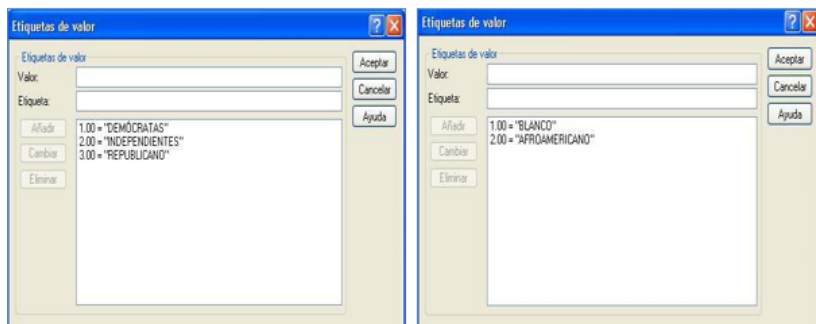 Etiquetas de valor
Etiquetas de valor
Valor:
Etiqueta:
Añadir
Cambiar
Eliminar
1.00 = "DEMÓCRATAS"
2.00 = "INDEPENDIENTES"
3.00 = "REPUBLICANO"
Aceptar
Cancelar
Ayuda
Etiquetas de valor
Etiquetas de valor
Valor:
Etiqueta:
Añadir
Cambiar
Eliminar
1.00 = "BLANCO"
2.00 = "AFROAMERICANO"
Aceptar
Cancelar
Ayuda